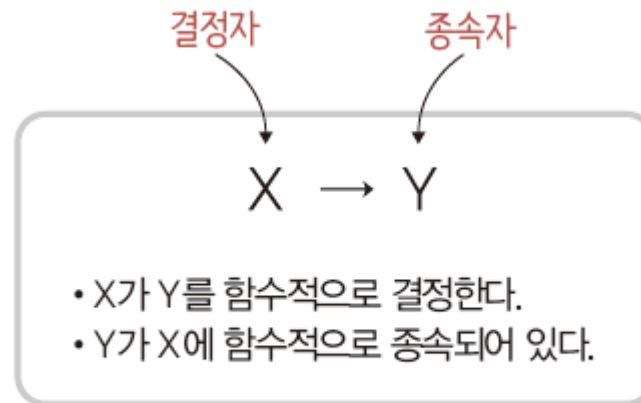 결정자 종속자
X → Y
• X가 Y를 함수적으로 결정한다.
• Y가 X에 함수적으로 종속되어 있다.